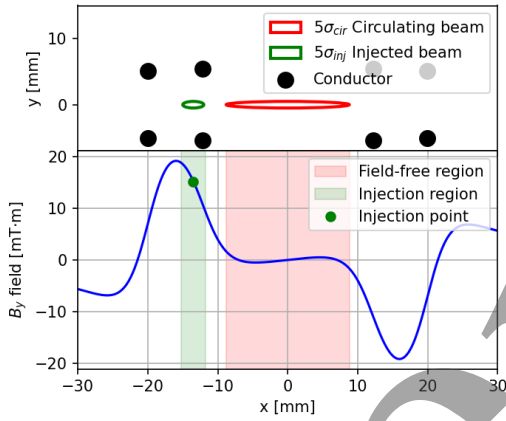 5σ_cir Circulating beam
5σ_inj Injected beam
Conductor
y [mm]
10
0
20
10
0
−10
−20
B_y field [mT·m]
Field-free region
Injection region
Injection point
−30 −20 −10 0 10 20 30
x [mm]